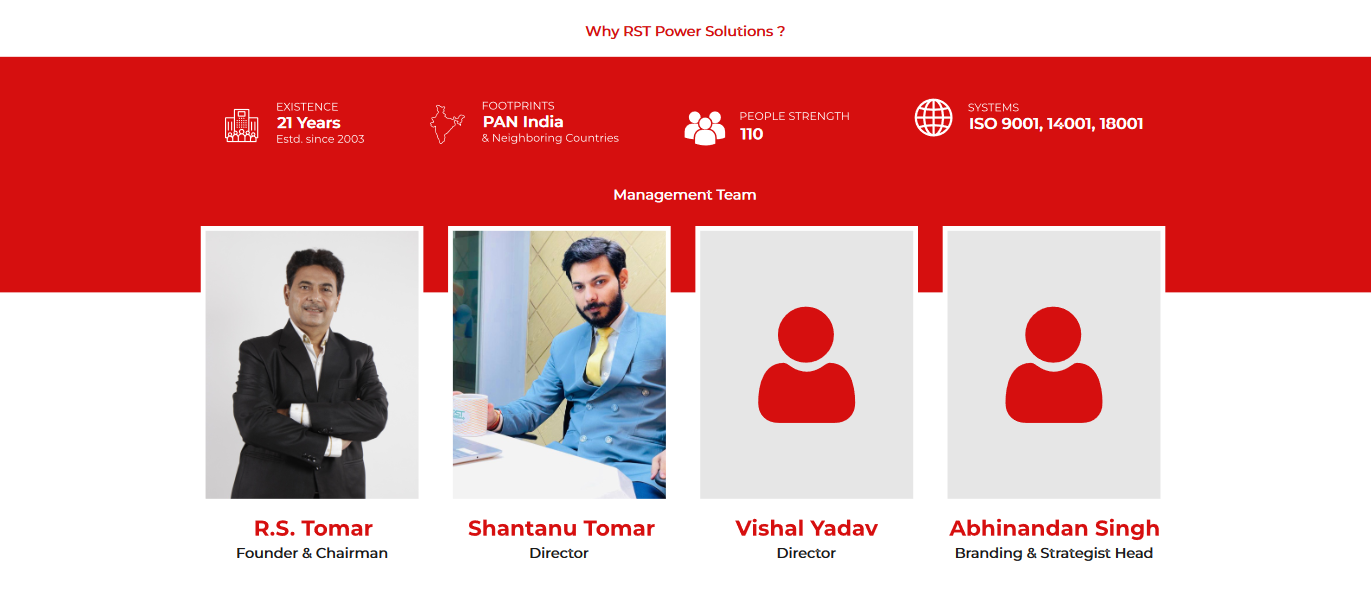 Why RST Power Solutions ?
EXISTENCE
21 Years
Estd. since 2003
FOOTPRINTS
PAN India
& Neighboring Countries
PEOPLE STRENGTH
110
SYSTEMS
ISO 9001, 14001, 18001
Management Team
R.S. Tomar
Founder & Chairman
Shantanu Tomar
Director
Vishal Yadav
Director
Abhinandan Singh
Branding & Strategist Head